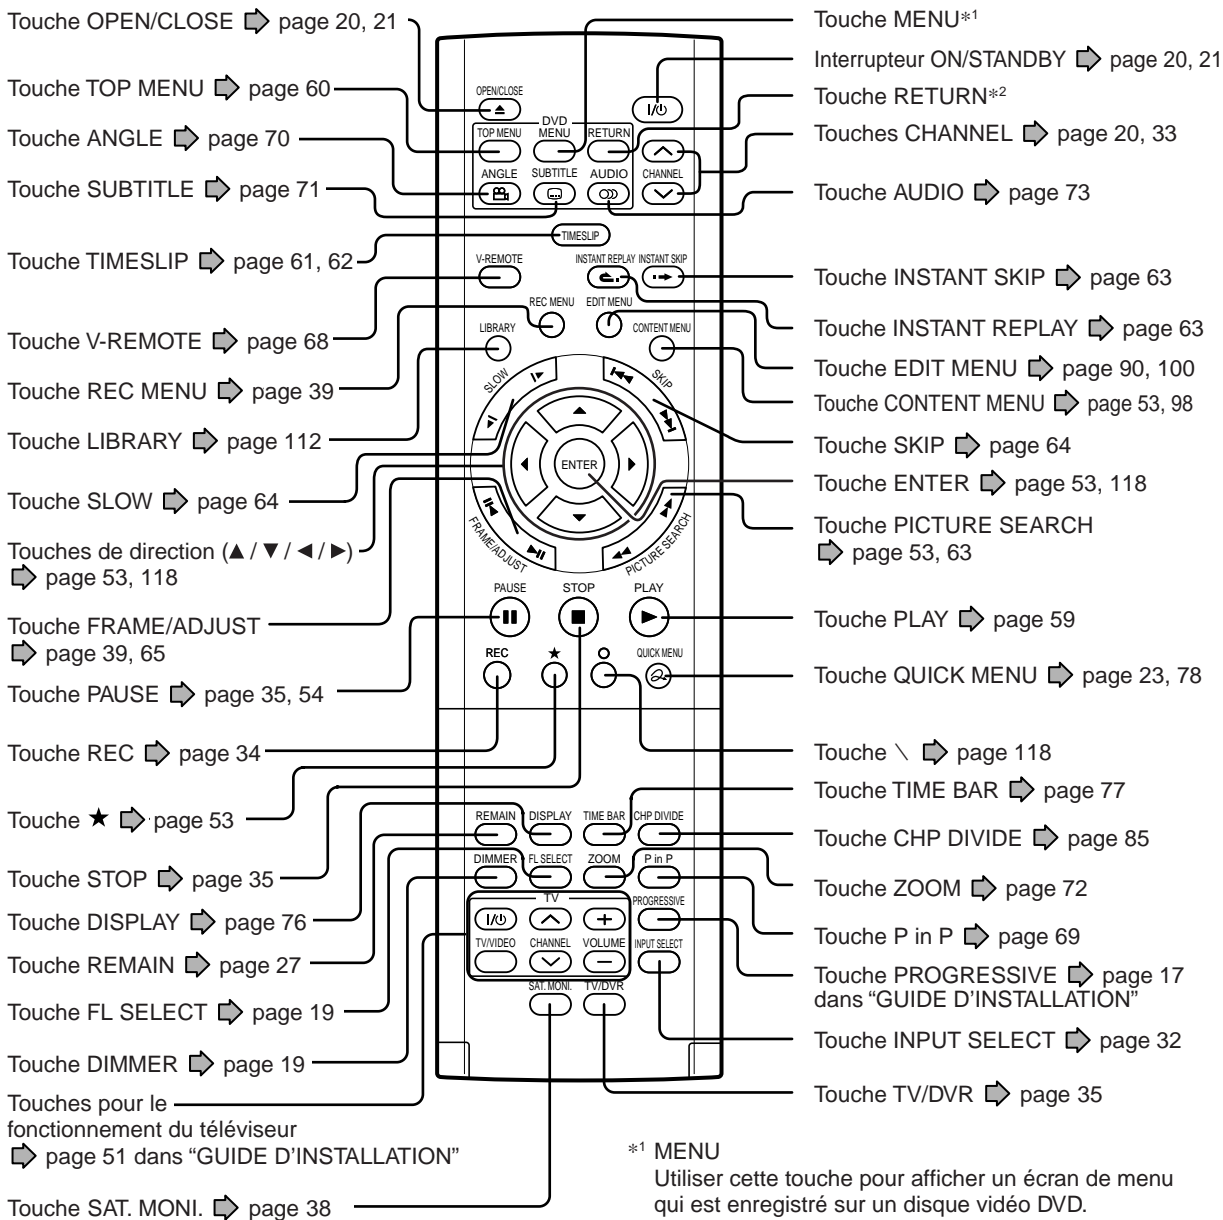 Touche OPEN/CLOSE page 20, 21
Touche TOP MENU page 60
Touche ANGLE page 70
Touche SUBTITLE page 71
Touche TIMESLIP page 61, 62
Touche V-REMOTE page 68
Touche REC MENU page 39
Touche LIBRARY page 112
Touche SLOW page 64
Touches de direction (▲ / ▼ / ◀ / ▶)
page 53, 118
Touche FRAME/ADJUST
page 39, 65
Touche PAUSE page 35, 54
Touche REC page 34
Touche ★ page 53
Touche STOP page 35
Touche DISPLAY page 76
Touche REMAIN page 27
Touche FL SELECT page 19
Touche DIMMER page 19
Touches pour le
fonctionnement du téléviseur
page 51 dans “GUIDE D’INSTALLATION”
Touche SAT. MONI. page 38
OPEN/CLOSE
I/⏻
DVD
TOP MENU MENU RETURN
ANGLE SUBTITLE AUDIO CHANNEL
TIMESLIP
V-REMOTE INSTANT REPLAY INSTANT SKIP
REC MENU EDIT MENU
LIBRARY CONTENT MENU
SLOW SKIP
ENTER
FRAME/ADJUST PICTURE SEARCH
PAUSE STOP PLAY
REC ★ O QUICK MENU
REMAIN DISPLAY TIME BAR CHP DIVIDE
DIMMER FL SELECT ZOOM P in P
TV
I/⏻ + PROGRESSIVE
TV/VIDEO CHANNEL VOLUME INPUT SELECT
−
SAT. MONI. TV/DVR
Touche MENU*1
Interrupteur ON/STANDBY page 20, 21
Touche RETURN*2
Touches CHANNEL page 20, 33
Touche AUDIO page 73
Touche INSTANT SKIP page 63
Touche INSTANT REPLAY page 63
Touche EDIT MENU page 90, 100
Touche CONTENT MENU page 53, 98
Touche SKIP page 64
Touche ENTER page 53, 118
Touche PICTURE SEARCH
page 53, 63
Touche PLAY page 59
Touche QUICK MENU page 23, 78
Touche \ page 118
Touche TIME BAR page 77
Touche CHP DIVIDE page 85
Touche ZOOM page 72
Touche P in P page 69
Touche PROGRESSIVE page 17
dans “GUIDE D’INSTALLATION”
Touche INPUT SELECT page 32
Touche TV/DVR page 35
*1 MENU
Utiliser cette touche pour afficher un écran de menu
qui est enregistré sur un disque vidéo DVD.